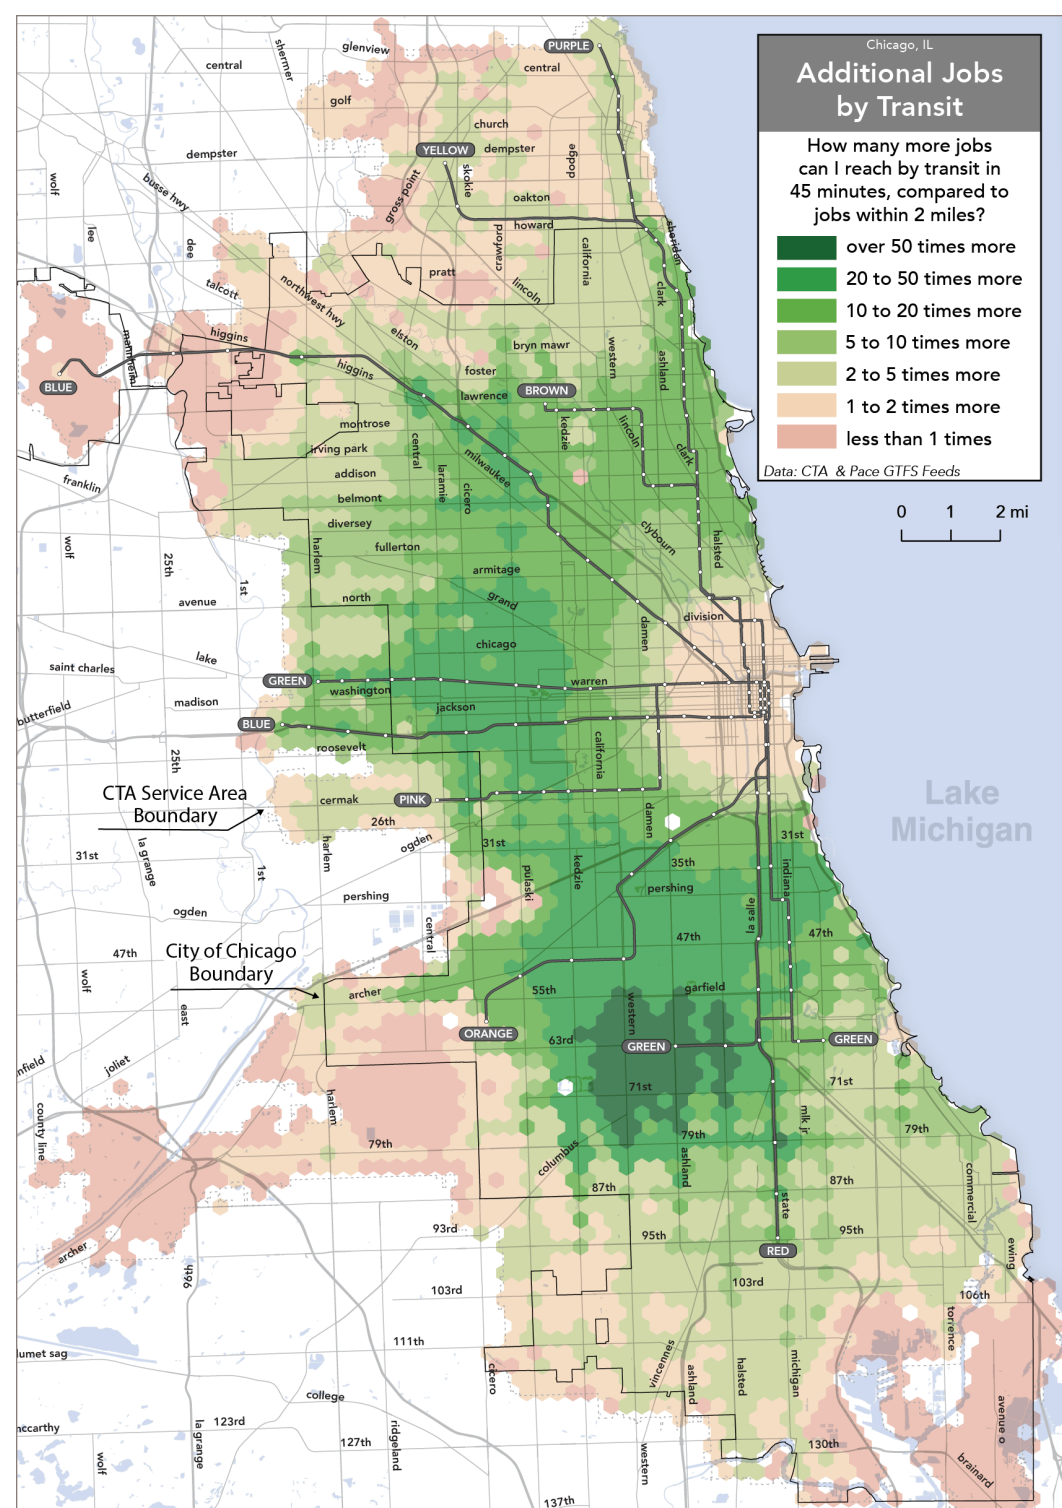 Chicago, IL
Additional Jobs
by Transit
How many more jobs
can I reach by transit in
45 minutes, compared to
jobs within 2 miles?
over 50 times more
20 to 50 times more
10 to 20 times more
5 to 10 times more
2 to 5 times more
1 to 2 times more
less than 1 times
Data: CTA & Pace GTFS Feeds
0 1 2 mi
Lake
Michigan
CTA Service Area
Boundary
City of Chicago
Boundary
PURPLE
YELLOW
BLUE
BROWN
GREEN
BLUE
PINK
ORANGE
GREEN
GREEN
RED
glenview
shermer
central
central
golf
church
dempster
dempster
dodge
skokie
gross point
oakton
howard
crawford
california
sheridan
wolf
busse hwy
lee
dee
talcott
northwest hwy
pratt
lincoln
clark
higgins
mannheim
elston
bryn mawr
western
ashland
higgins
foster
lawrence
montrose
kedzie
lincoln
clark
irving park
central
addison
laramie
milwaukee
cicero
belmont
franklin
diversey
clybourn
halsted
wolf
25th
harlem
fullerton
armitage
1st
avenue
north
grand
division
damen
chicago
lake
saint charles
warren
washington
madison
butterfield
jackson
roosevelt
california
25th
cermak
26th
ogden
31st
damen
31st
31st
la grange
harlem
1st
kedzie
35th
pulaski
indiana
pershing
pershing
ogden
central
la salle
47th
47th
47th
wolf
archer
55th
garfield
east
western
63rd
nfield
joliet
71st
71st
county line
harlem
mlk jr
79th
79th
79th
columbus
ashland
commercial
87th
87th
state
93rd
95th
95th
archer
ewing
96th
103rd
103rd
106th
torrence
111th
lumet sag
vincennes
cicero
ashland
halsted
michigan
college
avenue o
123rd
mccarthy
la grange
ridgeland
127th
130th
wolf
western
brainard
137th